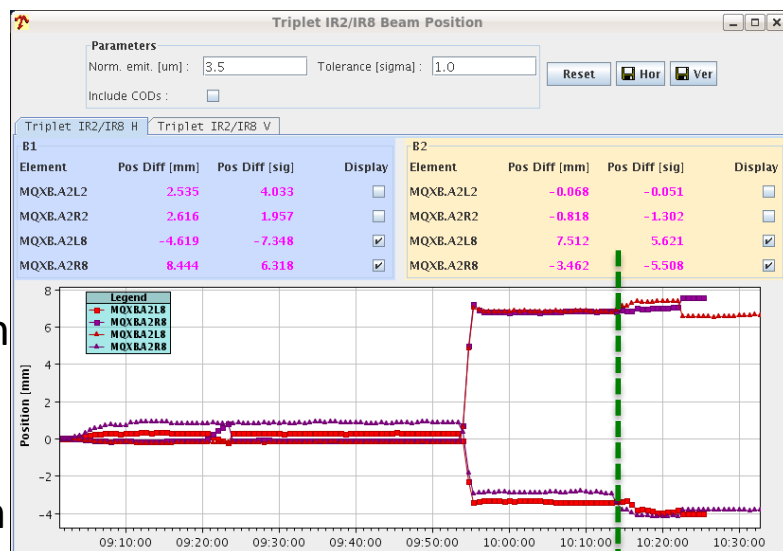 Triplet IR2/IR8 Beam Position
Parameters
Norm. emit. [um] : 3.5 Tolerance [sigma] : 1.0
Include CODs :
Reset Hor Ver
Triplet IR2/IR8 H Triplet IR2/IR8 V
B1
Element Pos Diff [mm] Pos Diff [sig] Display
MQXB.A2L2 2.535 4.033
MQXB.A2R2 2.616 1.957
MQXB.A2L8 -4.619 -7.348
MQXB.A2R8 8.444 6.318
B2
Element Pos Diff [mm] Pos Diff [sig] Display
MQXB.A2L2 -0.068 -0.051
MQXB.A2R2 -0.818 -1.302
MQXB.A2L8 7.512 5.621
MQXB.A2R8 -3.462 -5.508
Legend
MQXB.A2L8
MQXB.A2R8
MQXB.A2L8
MQXB.A2R8
Position [mm]
8
6
4
2
0
-2
-4
09:10:00 09:20:00 09:30:00 09:40:00 09:50:00 10:00:00 10:10:00 10:20:00 10:30:00